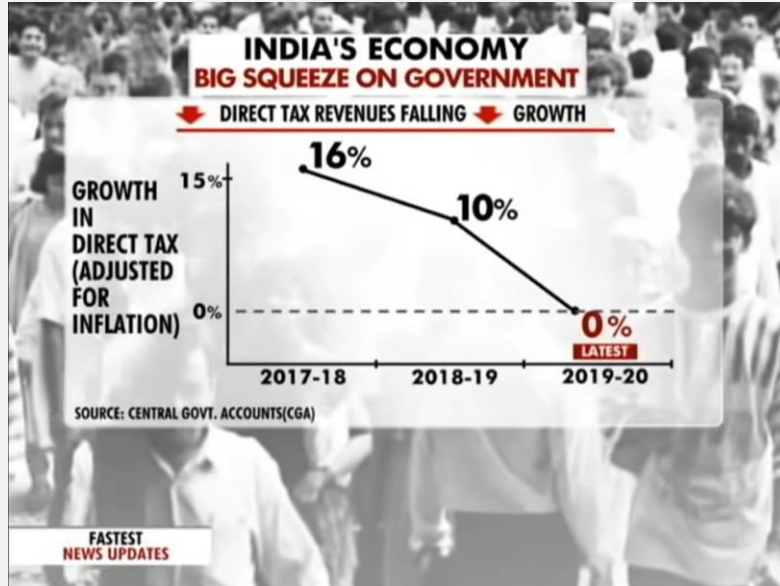 INDIA'S ECONOMY
BIG SQUEEZE ON GOVERNMENT
DIRECT TAX REVENUES FALLING GROWTH
16%
15%
10%
GROWTH
IN
DIRECT TAX
(ADJUSTED
FOR
INFLATION)
0%
0%
LATEST
2017-18 2018-19 2019-20
SOURCE: CENTRAL GOVT. ACCOUNTS(CGA)
FASTEST
NEWS UPDATES